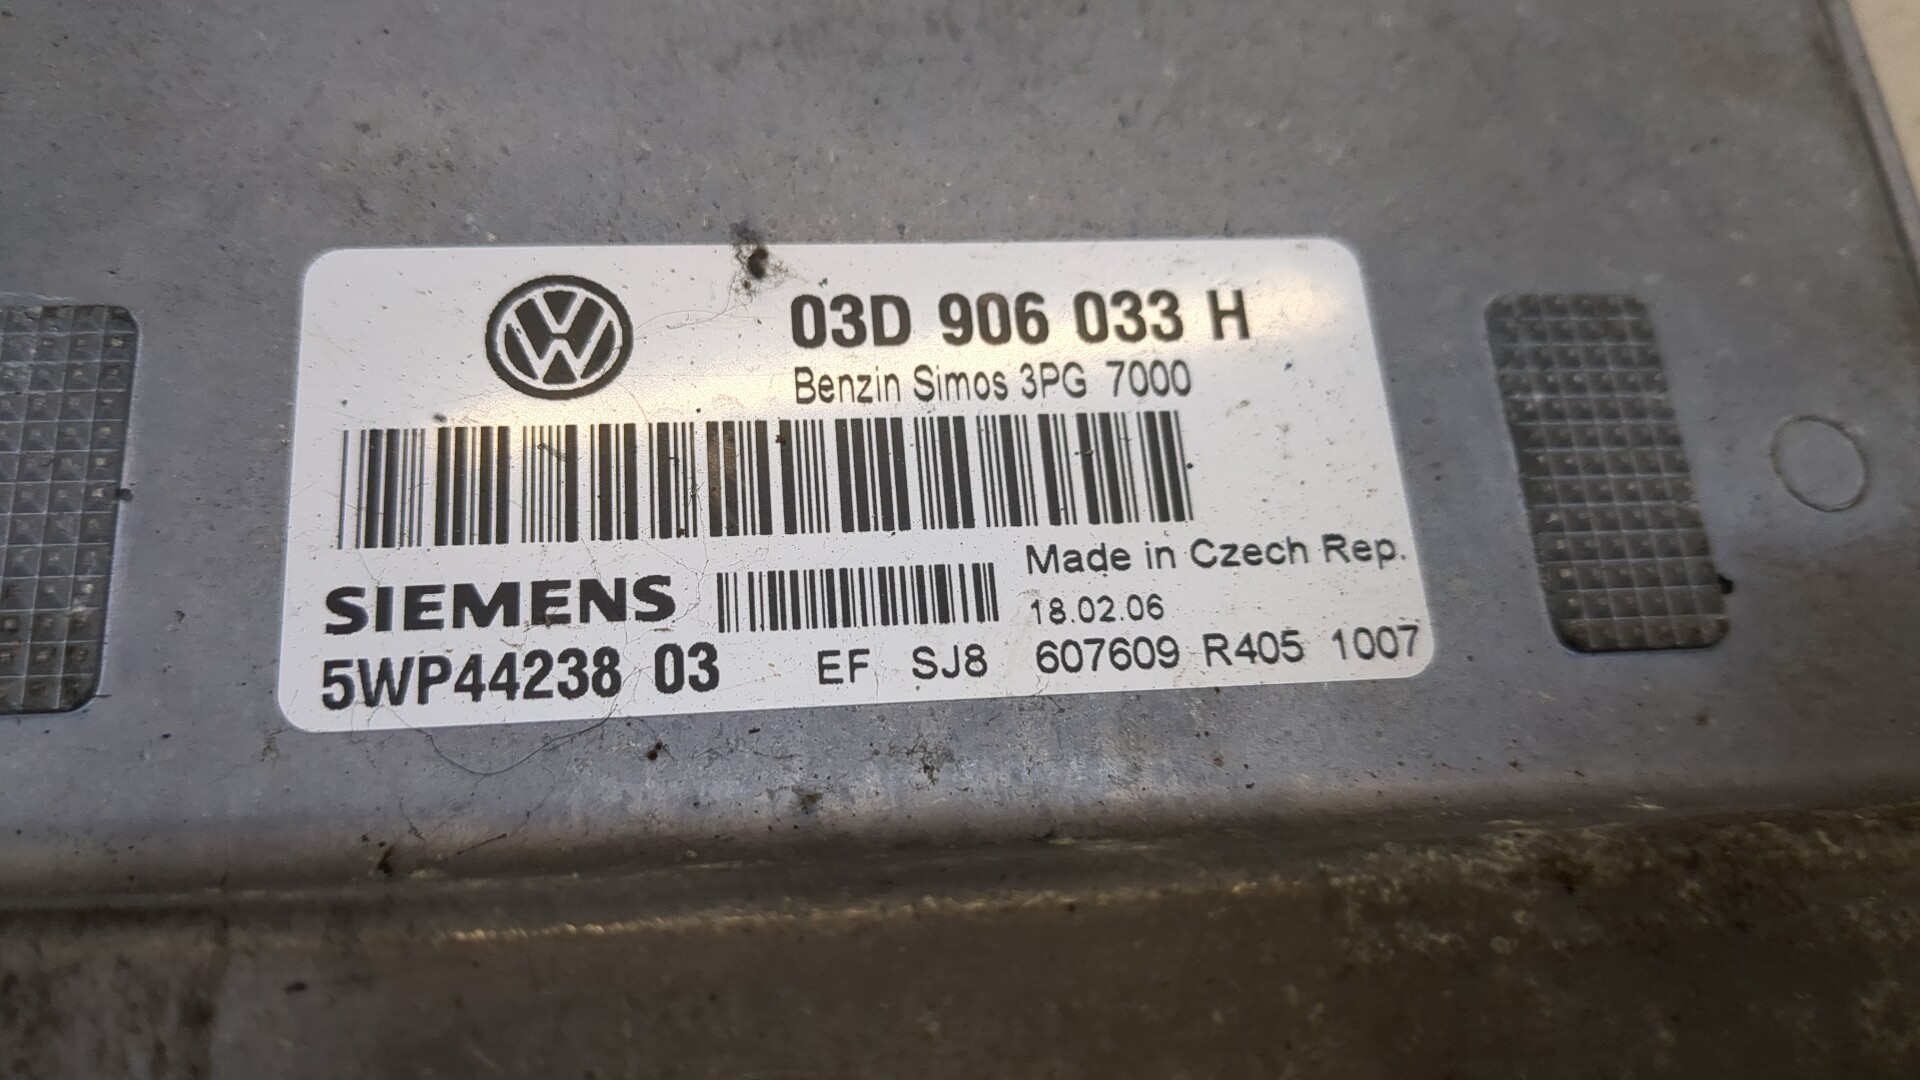 03D 906 033 H
Benzin Simos 3PG 7000
Made in Czech Rep.
SIEMENS
18.02.06
5WP44238 03 EF SJ8 607609 R405 1007